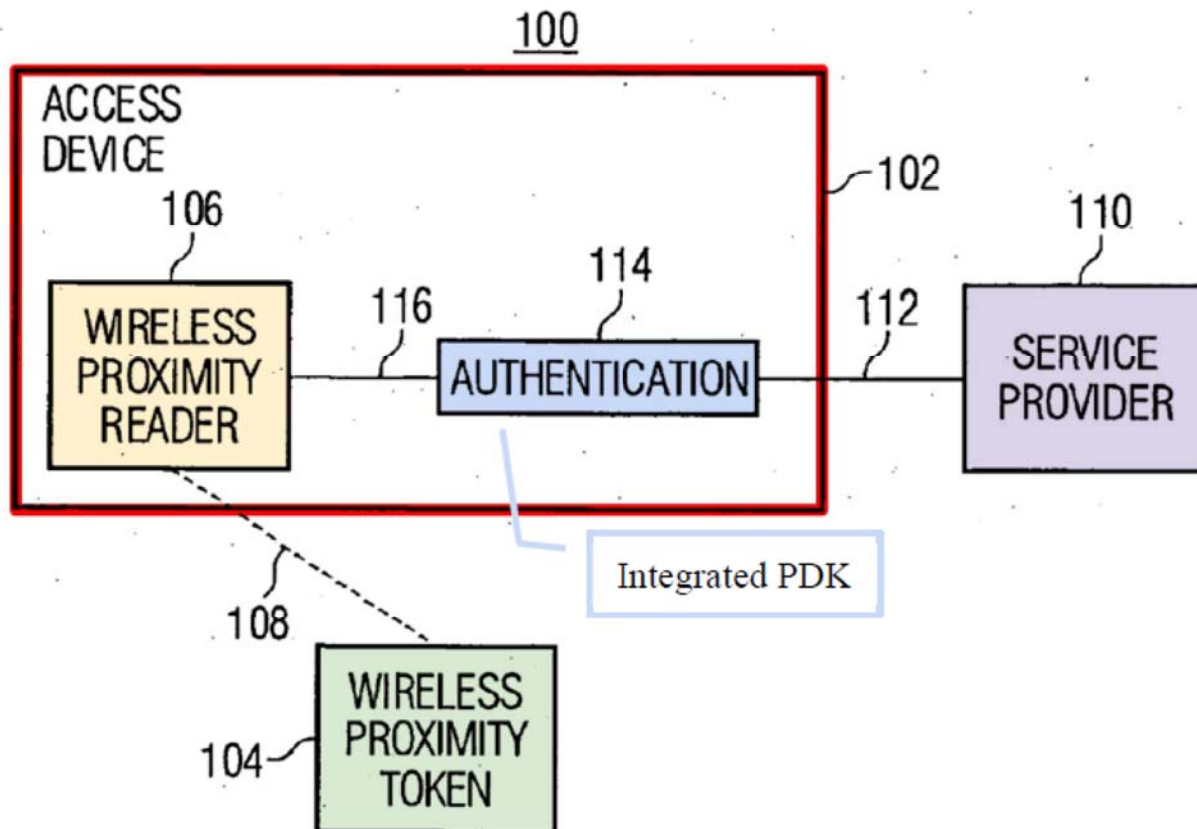 100
ACCESS
DEVICE
102
106
110
114
116
112
WIRELESS
PROXIMITY
READER
AUTHENTICATION
SERVICE
PROVIDER
Integrated PDK
108
WIRELESS
PROXIMITY
TOKEN
104